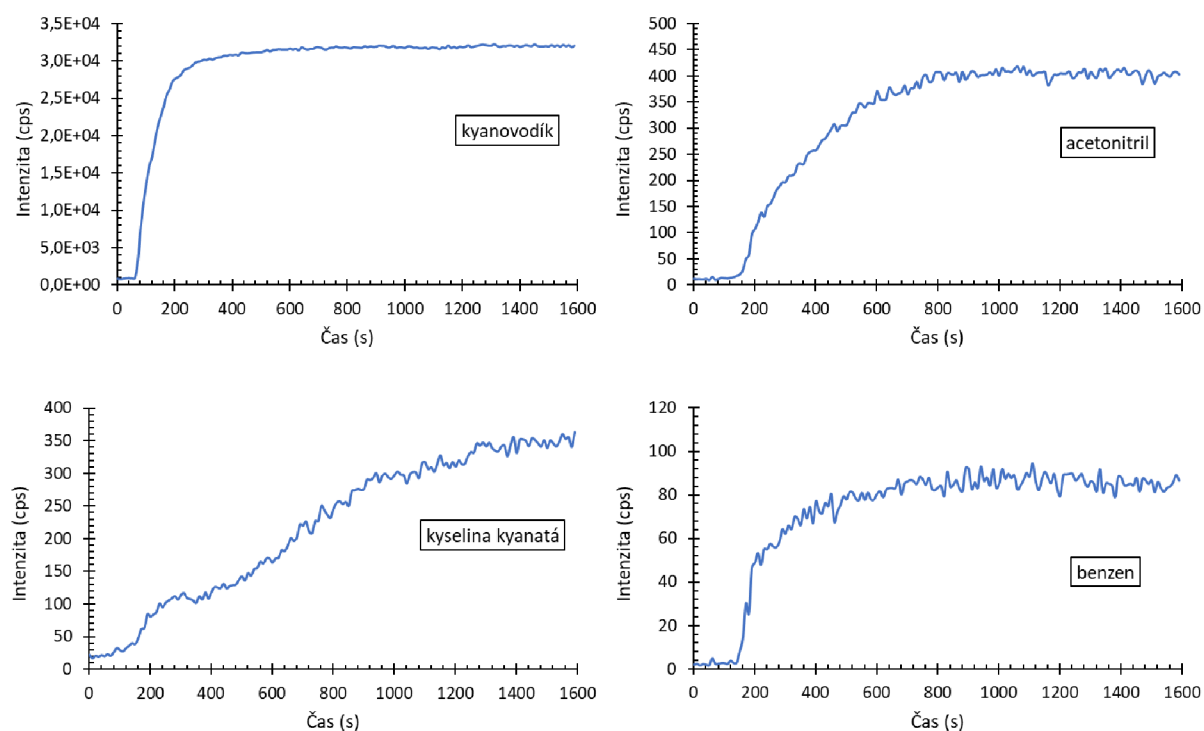 3,5E+04
3,0E+04
2,5E+04
2,0E+04
1,5E+04
1,0E+04
5,0E+03
0,0E+00
Intenzita (cps)
kyanovodík
0 200 400 600 800 1000 1200 1400 1600
Čas (s)
500
450
400
350
300
250
200
150
100
50
0
Intenzita (cps)
acetonitril
0 200 400 600 800 1000 1200 1400 1600
Čas (s)
400
350
300
250
200
150
100
50
0
Intenzita (cps)
kyselina kyanatá
0 200 400 600 800 1000 1200 1400 1600
Čas (s)
120
100
80
60
40
20
0
Intenzita (cps)
benzen
0 200 400 600 800 1000 1200 1400 1600
Čas (s)